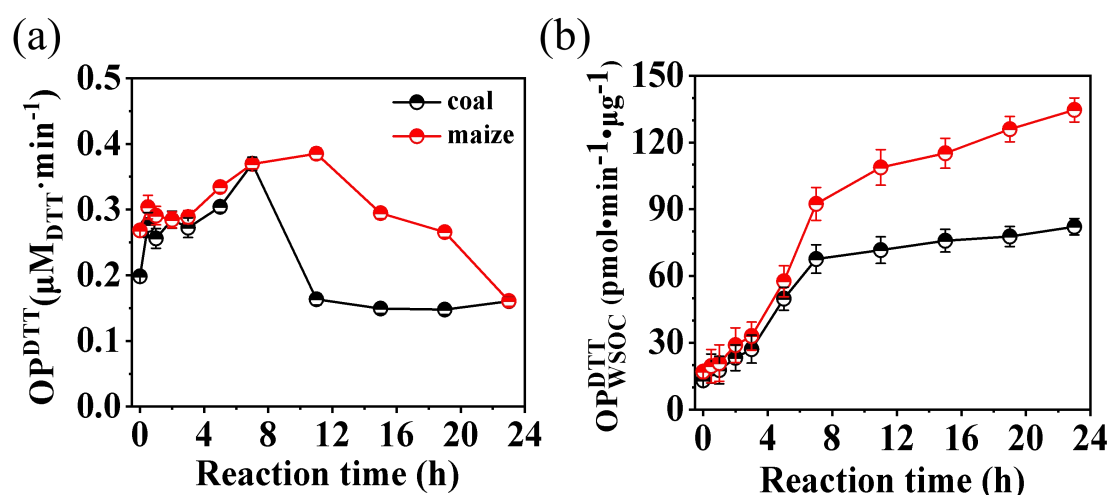 (a)
OP^DTT (μM_DTT·min⁻¹)
0.5
0.4
0.3
0.2
0.1
0.0
coal
maize
0 4 8 12 16 20 24
Reaction time (h)
(b)
OP^DTT_WSOC (pmol•min⁻¹•μg⁻¹)
150
120
90
60
30
0
0 4 8 12 16 20 24
Reaction time (h)